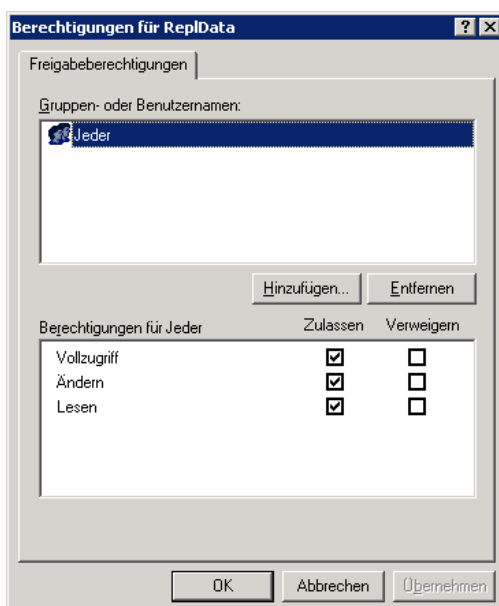 Berechtigungen für ReplData
Freigabeberechtigungen
Gruppen- oder Benutzernamen:
Jeder
Hinzufügen... Entfernen
Berechtigungen für Jeder Zulassen Verweigern
Vollzugriff
Ändern
Lesen
OK Abbrechen Übernehmen